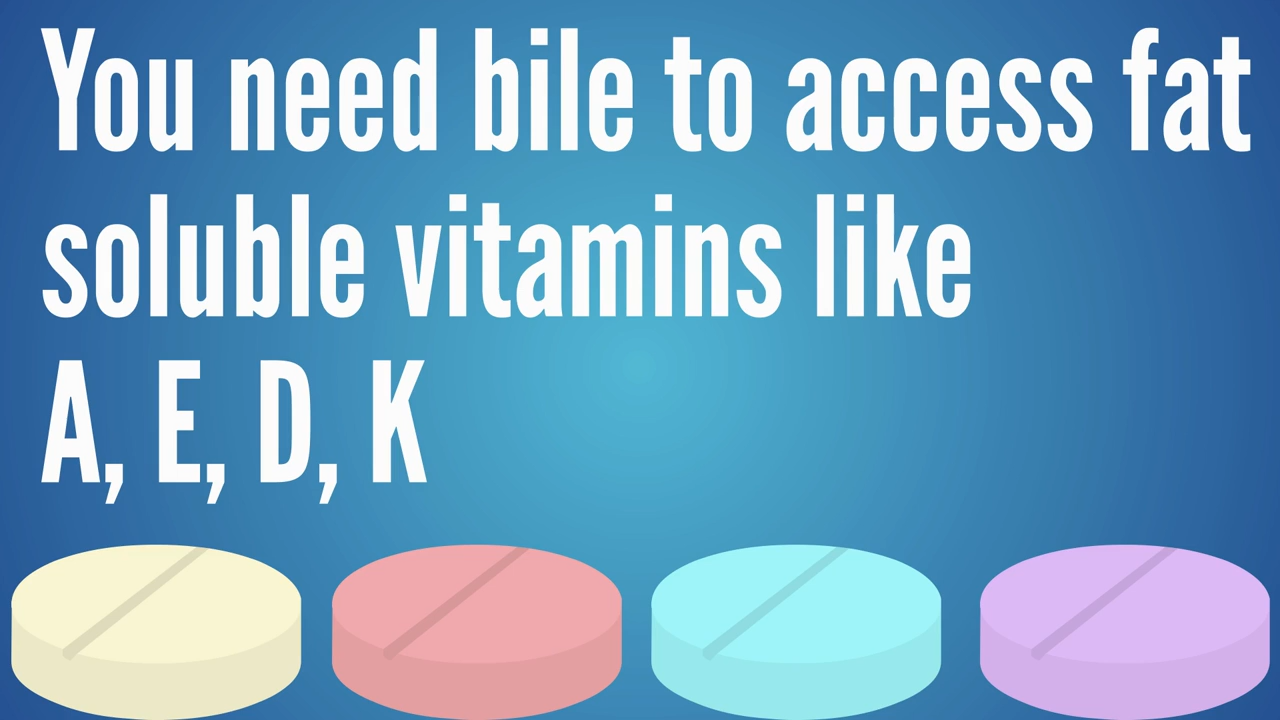 You need bile to access fat
soluble vitamins like
A, E, D, K